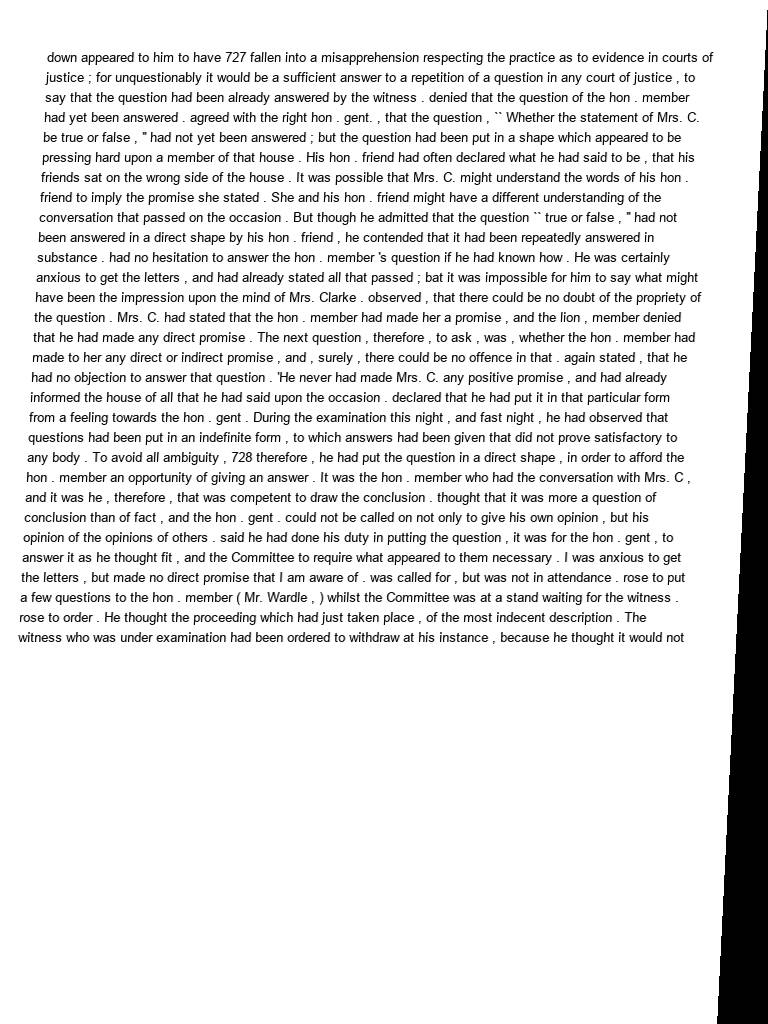 down appeared to him to have 727 fallen into a misapprehension respecting the practice as to evidence in courts of
justice ; for unquestionably it would be a sufficient answer to a repetition of a question in any court of justice , to
say that the question had been already answered by the witness . denied that the question of the hon . member
had yet been answered . agreed with the right hon . gent. , that the question , `` Whether the statement of Mrs. C.
be true or false , '' had not yet been answered ; but the question had been put in a shape which appeared to be
pressing hard upon a member of that house . His hon . friend had often declared what he had said to be , that his
friends sat on the wrong side of the house . It was possible that Mrs. C. might understand the words of his hon .
friend to imply the promise she stated . She and his hon . friend might have a different understanding of the
conversation that passed on the occasion . But though he admitted that the question `` true or false , '' had not
been answered in a direct shape by his hon . friend , he contended that it had been repeatedly answered in
substance . had no hesitation to answer the hon . member 's question if he had known how . He was certainly
anxious to get the letters , and had already stated all that passed ; bat it was impossible for him to say what might
have been the impression upon the mind of Mrs. Clarke . observed , that there could be no doubt of the propriety of
the question . Mrs. C. had stated that the hon . member had made her a promise , and the lion , member denied
that he had made any direct promise . The next question , therefore , to ask , was , whether the hon . member had
made to her any direct or indirect promise , and , surely , there could be no offence in that . again stated , that he
had no objection to answer that question . 'He never had made Mrs. C. any positive promise , and had already
informed the house of all that he had said upon the occasion . declared that he had put it in that particular form
from a feeling towards the hon . gent . During the examination this night , and fast night , he had observed that
questions had been put in an indefinite form , to which answers had been given that did not prove satisfactory to
any body . To avoid all ambiguity , 728 therefore , he had put the question in a direct shape , in order to afford the
hon . member an opportunity of giving an answer . It was the hon . member who had the conversation with Mrs. C ,
and it was he , therefore , that was competent to draw the conclusion . thought that it was more a question of
conclusion than of fact , and the hon . gent . could not be called on not only to give his own opinion , but his
opinion of the opinions of others . said he had done his duty in putting the question , it was for the hon . gent , to
answer it as he thought fit , and the Committee to require what appeared to them necessary . I was anxious to get
the letters , but made no direct promise that I am aware of . was called for , but was not in attendance . rose to put
a few questions to the hon . member ( Mr. Wardle , ) whilst the Committee was at a stand waiting for the witness .
rose to order . He thought the proceeding which had just taken place , of the most indecent description . The
witness who was under examination had been ordered to withdraw at his instance , because he thought it would not